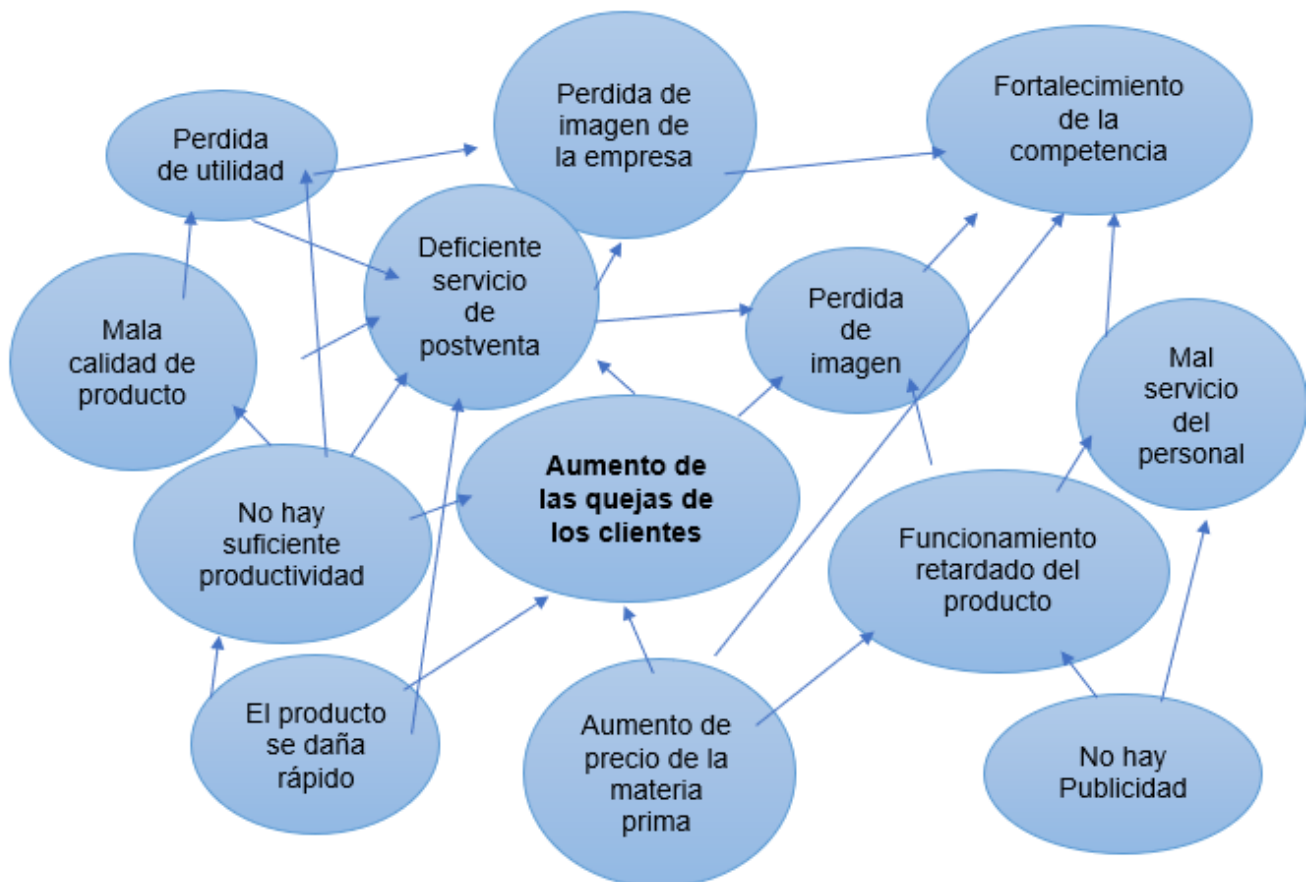 Perdida
de utilidad
Perdida de
imagen de
la empresa
Fortalecimiento
de la
competencia
Mala
calidad de
producto
Deficiente
servicio
de
postventa
Perdida
de
imagen
Mal
servicio
del
personal
No hay
suficiente
productividad
Aumento de
las quejas de
los clientes
Funcionamiento
retardado del
producto
El producto
se daña
rápido
Aumento de
precio de la
materia
prima
No hay
Publicidad